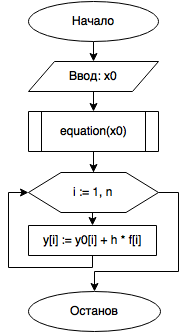 Начало
Ввод: x0
equation(x0)
i := 1, n
y[i] := y0[i] + h * f[i]
Останов